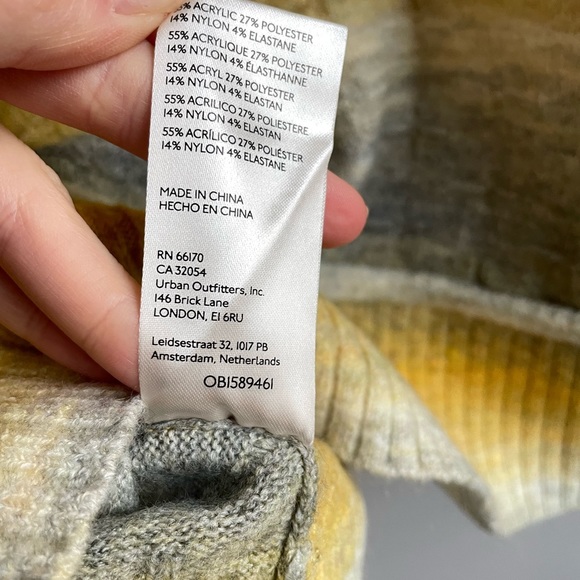 ACRYLIC 27% POLYESTER
14% NYLON 4% ELASTANE
55% ACRYLIQUE 27% POLYESTER
14% NYLON 4% ÉLASTHANNE
55% ACRYL 27% POLYESTER
14% NYLON 4% ELASTAN
55% ACRILICO 27% POLIESTERE
14% NYLON 4% ELASTAN
55% ACRÍLICO 27% POLIÉSTER
14% NYLON 4% ELASTANE
MADE IN CHINA
HECHO EN CHINA
RN 66170
CA 32054
Urban Outfitters, Inc.
146 Brick Lane
LONDON, E1 6RU
Leidsestraat 32, 1017 PB
Amsterdam, Netherlands
OB1589461